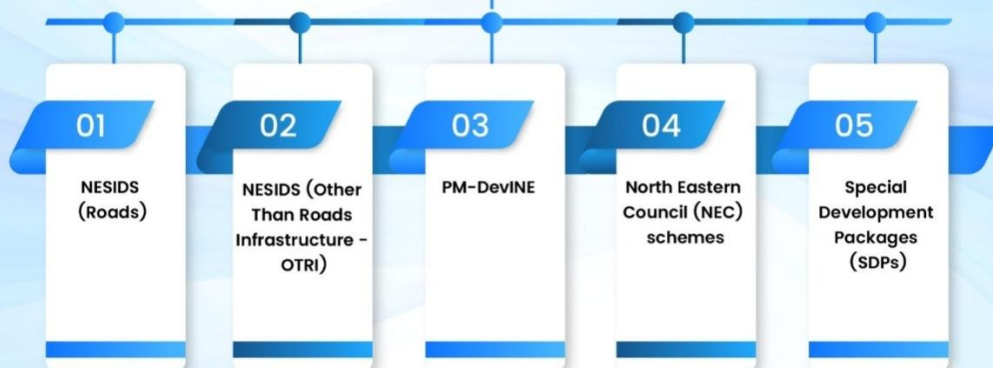 01
NESIDS
(Roads)
02
NESIDS (Other
Than Roads
Infrastructure -
OTRI)
03
PM-DevINE
04
North Eastern
Council (NEC)
schemes
05
Special
Development
Packages
(SDPs)